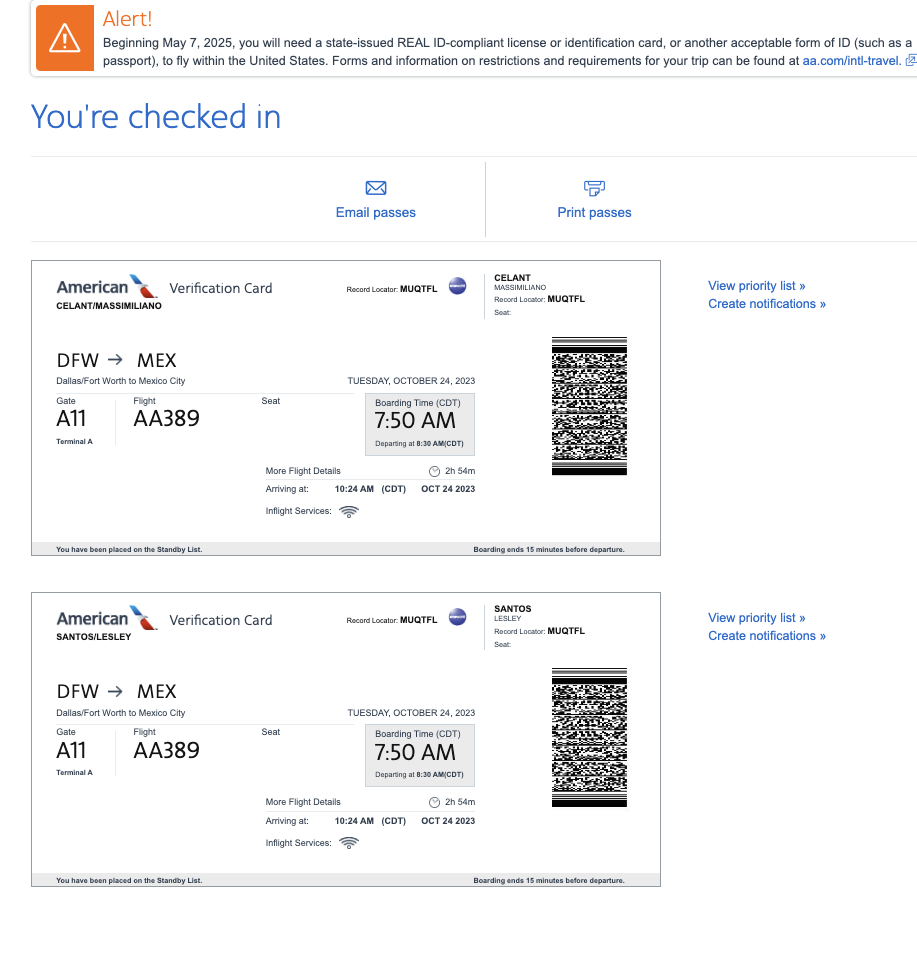 Alert!
Beginning May 7, 2025, you will need a state-issued REAL ID-compliant license or identification card, or another acceptable form of ID (such as a
passport), to fly within the United States. Forms and information on restrictions and requirements for your trip can be found at aa.com/intl-travel.
You're checked in
Email passes
Print passes
American Verification Card
CELANT/MASSIMILIANO
Record Locator: MUQTFL
CELANT
MASSIMILIANO
Record Locator: MUQTFL
Seat:
View priority list »
Create notifications »
DFW → MEX
Dallas/Fort Worth to Mexico City
TUESDAY, OCTOBER 24, 2023
Gate
A11
Terminal A
Flight
AA389
Seat
Boarding Time (CDT)
7:50 AM
Departing at 8:30 AM(CDT)
More Flight Details 2h 54m
Arriving at: 10:24 AM (CDT) OCT 24 2023
Inflight Services:
You have been placed on the Standby List. Boarding ends 15 minutes before departure.
American Verification Card
SANTOS/LESLEY
Record Locator: MUQTFL
SANTOS
LESLEY
Record Locator: MUQTFL
Seat:
View priority list »
Create notifications »
DFW → MEX
Dallas/Fort Worth to Mexico City
TUESDAY, OCTOBER 24, 2023
Gate
A11
Terminal A
Flight
AA389
Seat
Boarding Time (CDT)
7:50 AM
Departing at 8:30 AM(CDT)
More Flight Details 2h 54m
Arriving at: 10:24 AM (CDT) OCT 24 2023
Inflight Services:
You have been placed on the Standby List. Boarding ends 15 minutes before departure.